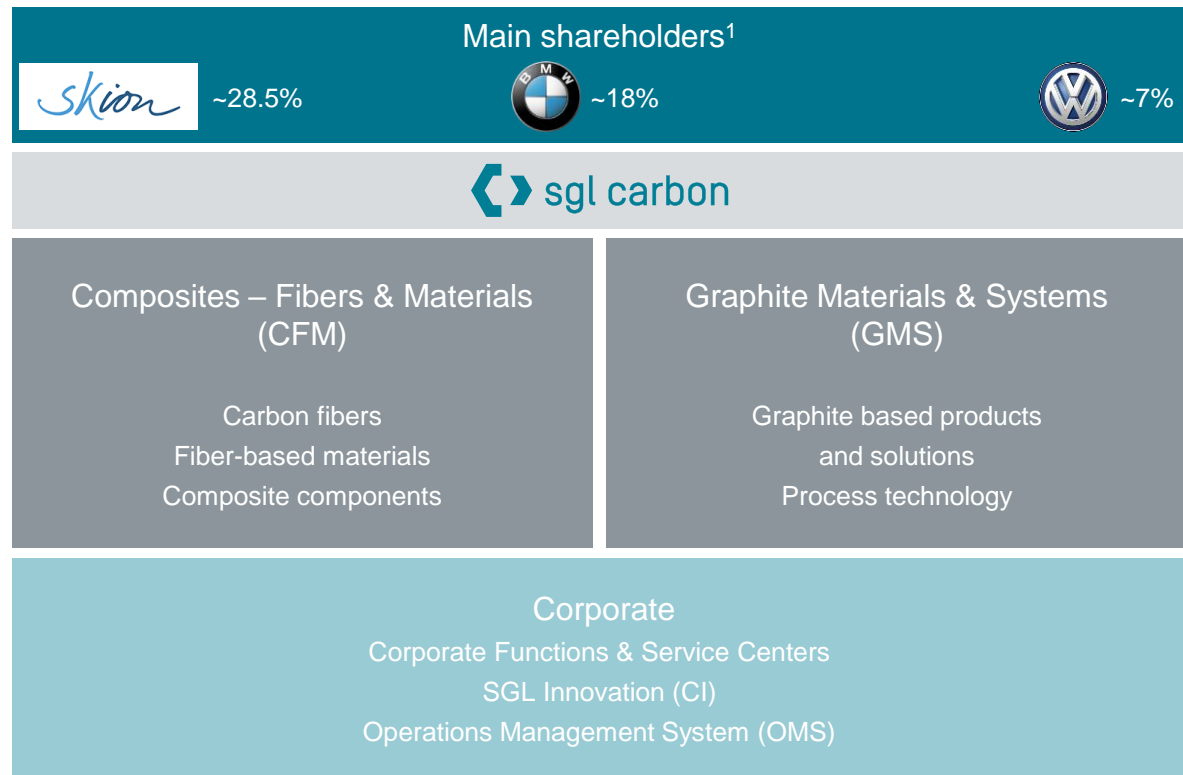 Main shareholders¹
skion ~28.5% BMW ~18% VW ~7%
sgl carbon
Composites – Fibers & Materials
(CFM)
Carbon fibers
Fiber-based materials
Composite components
Graphite Materials & Systems
(GMS)
Graphite based products
and solutions
Process technology
Corporate
Corporate Functions & Service Centers
SGL Innovation (CI)
Operations Management System (OMS)